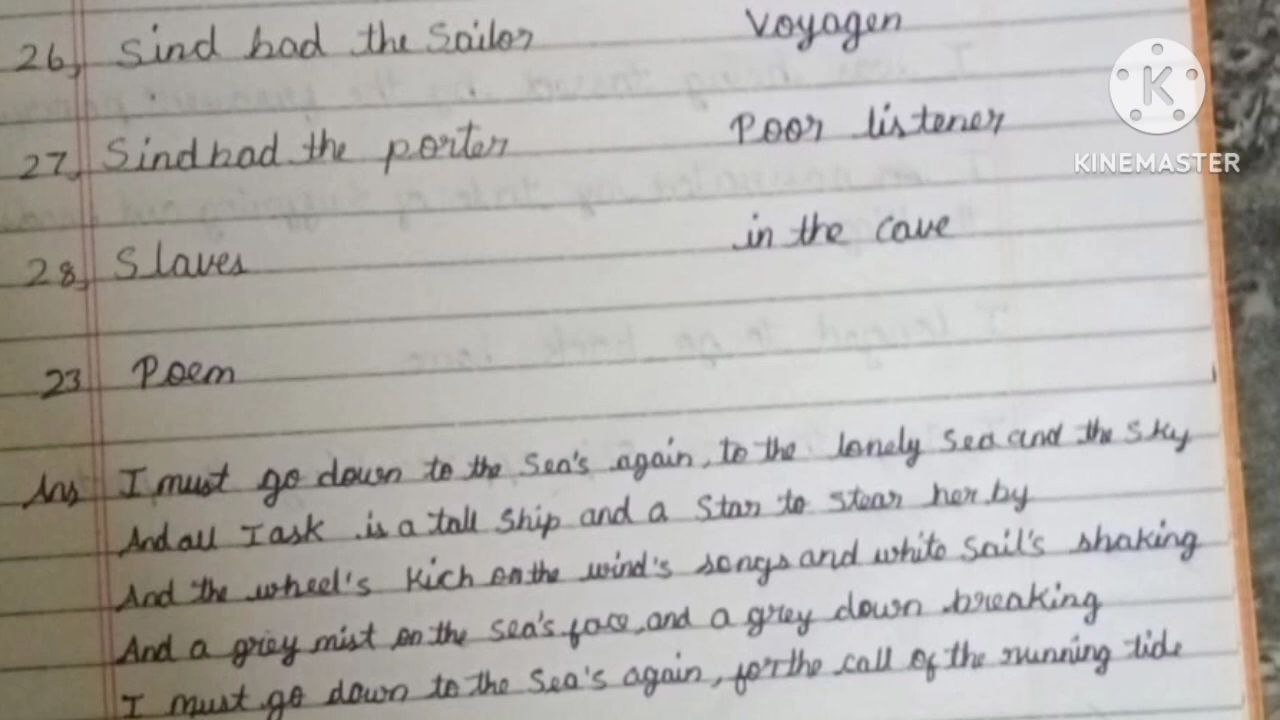 26, Sind bad the Sailor Voyagen
27, Sindbad the porter Poor listener
28, Slaves in the cave
23 Poem
Ans I must go down to the sea's again, to the lonely sea and the sky
And all I ask is a tall ship and a star to stear her by
And the wheel's kich on the wind's songs and white sail's shaking
And a griey mist on the sea's face, and a grey down breaking
I must go down to the sea's again, for the call of the running tide
K
KINEMASTER